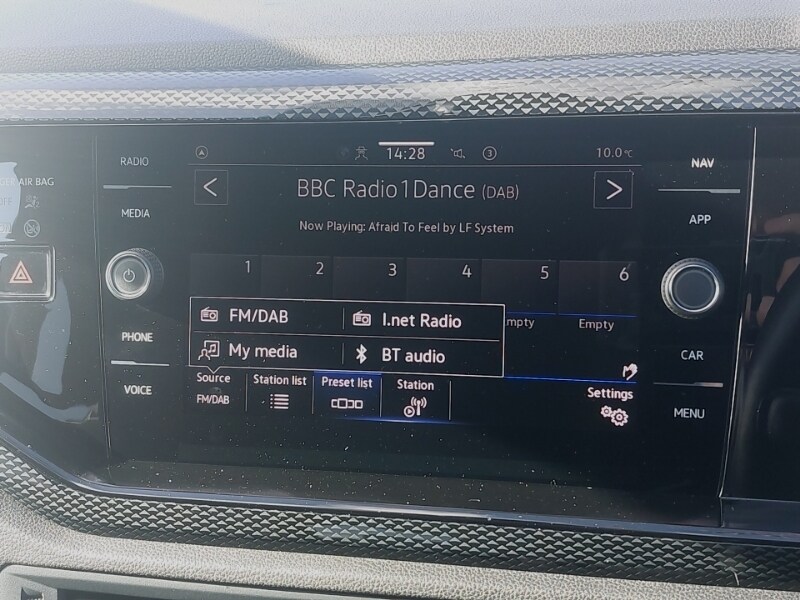 RADIO
14:28
3
10.0°C
NAV
BBC Radio 1 Dance (DAB)
AIR BAG
MEDIA
APP
Now Playing: Afraid To Feel by LF System
1 2 3 4 5 6
FM/DAB
I.net Radio
Empty
My media
BT audio
PHONE
CAR
Source
Station list
Preset list
Station
Settings
FM/DAB
VOICE
MENU